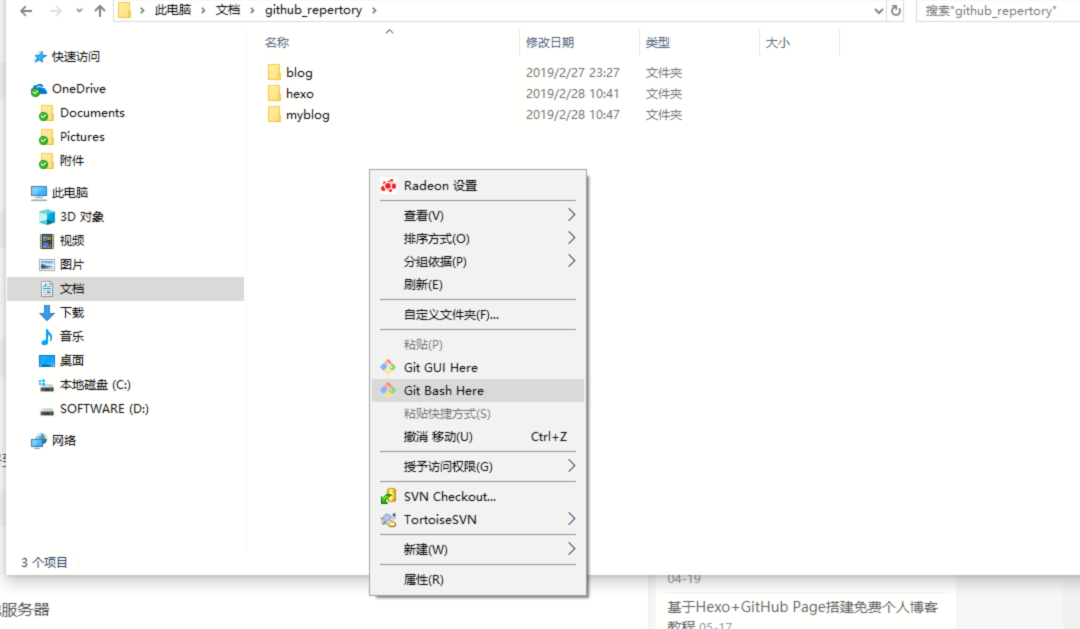 此电脑 > 文档 > github_repertory >
搜索"github_repertory"
名称 修改日期 类型 大小
快速访问
OneDrive
Documents
Pictures
附件
此电脑
3D 对象
视频
图片
文档
下载
音乐
桌面
本地磁盘 (C:)
SOFTWARE (D:)
网络
blog 2019/2/27 23:27 文件夹
hexo 2019/2/28 10:41 文件夹
myblog 2019/2/28 10:47 文件夹
Radeon 设置
查看(V)
排序方式(O)
分组依据(P)
刷新(E)
自定义文件夹(F)...
粘贴(P)
Git GUI Here
Git Bash Here
粘贴快捷方式(S)
撤消 移动(U) Ctrl+Z
授予访问权限(G)
SVN Checkout...
TortoiseSVN
新建(W)
属性(R)
3 个项目
服务器
04-19
基于Hexo+GitHub Page搭建免费个人博客
教程 05-17